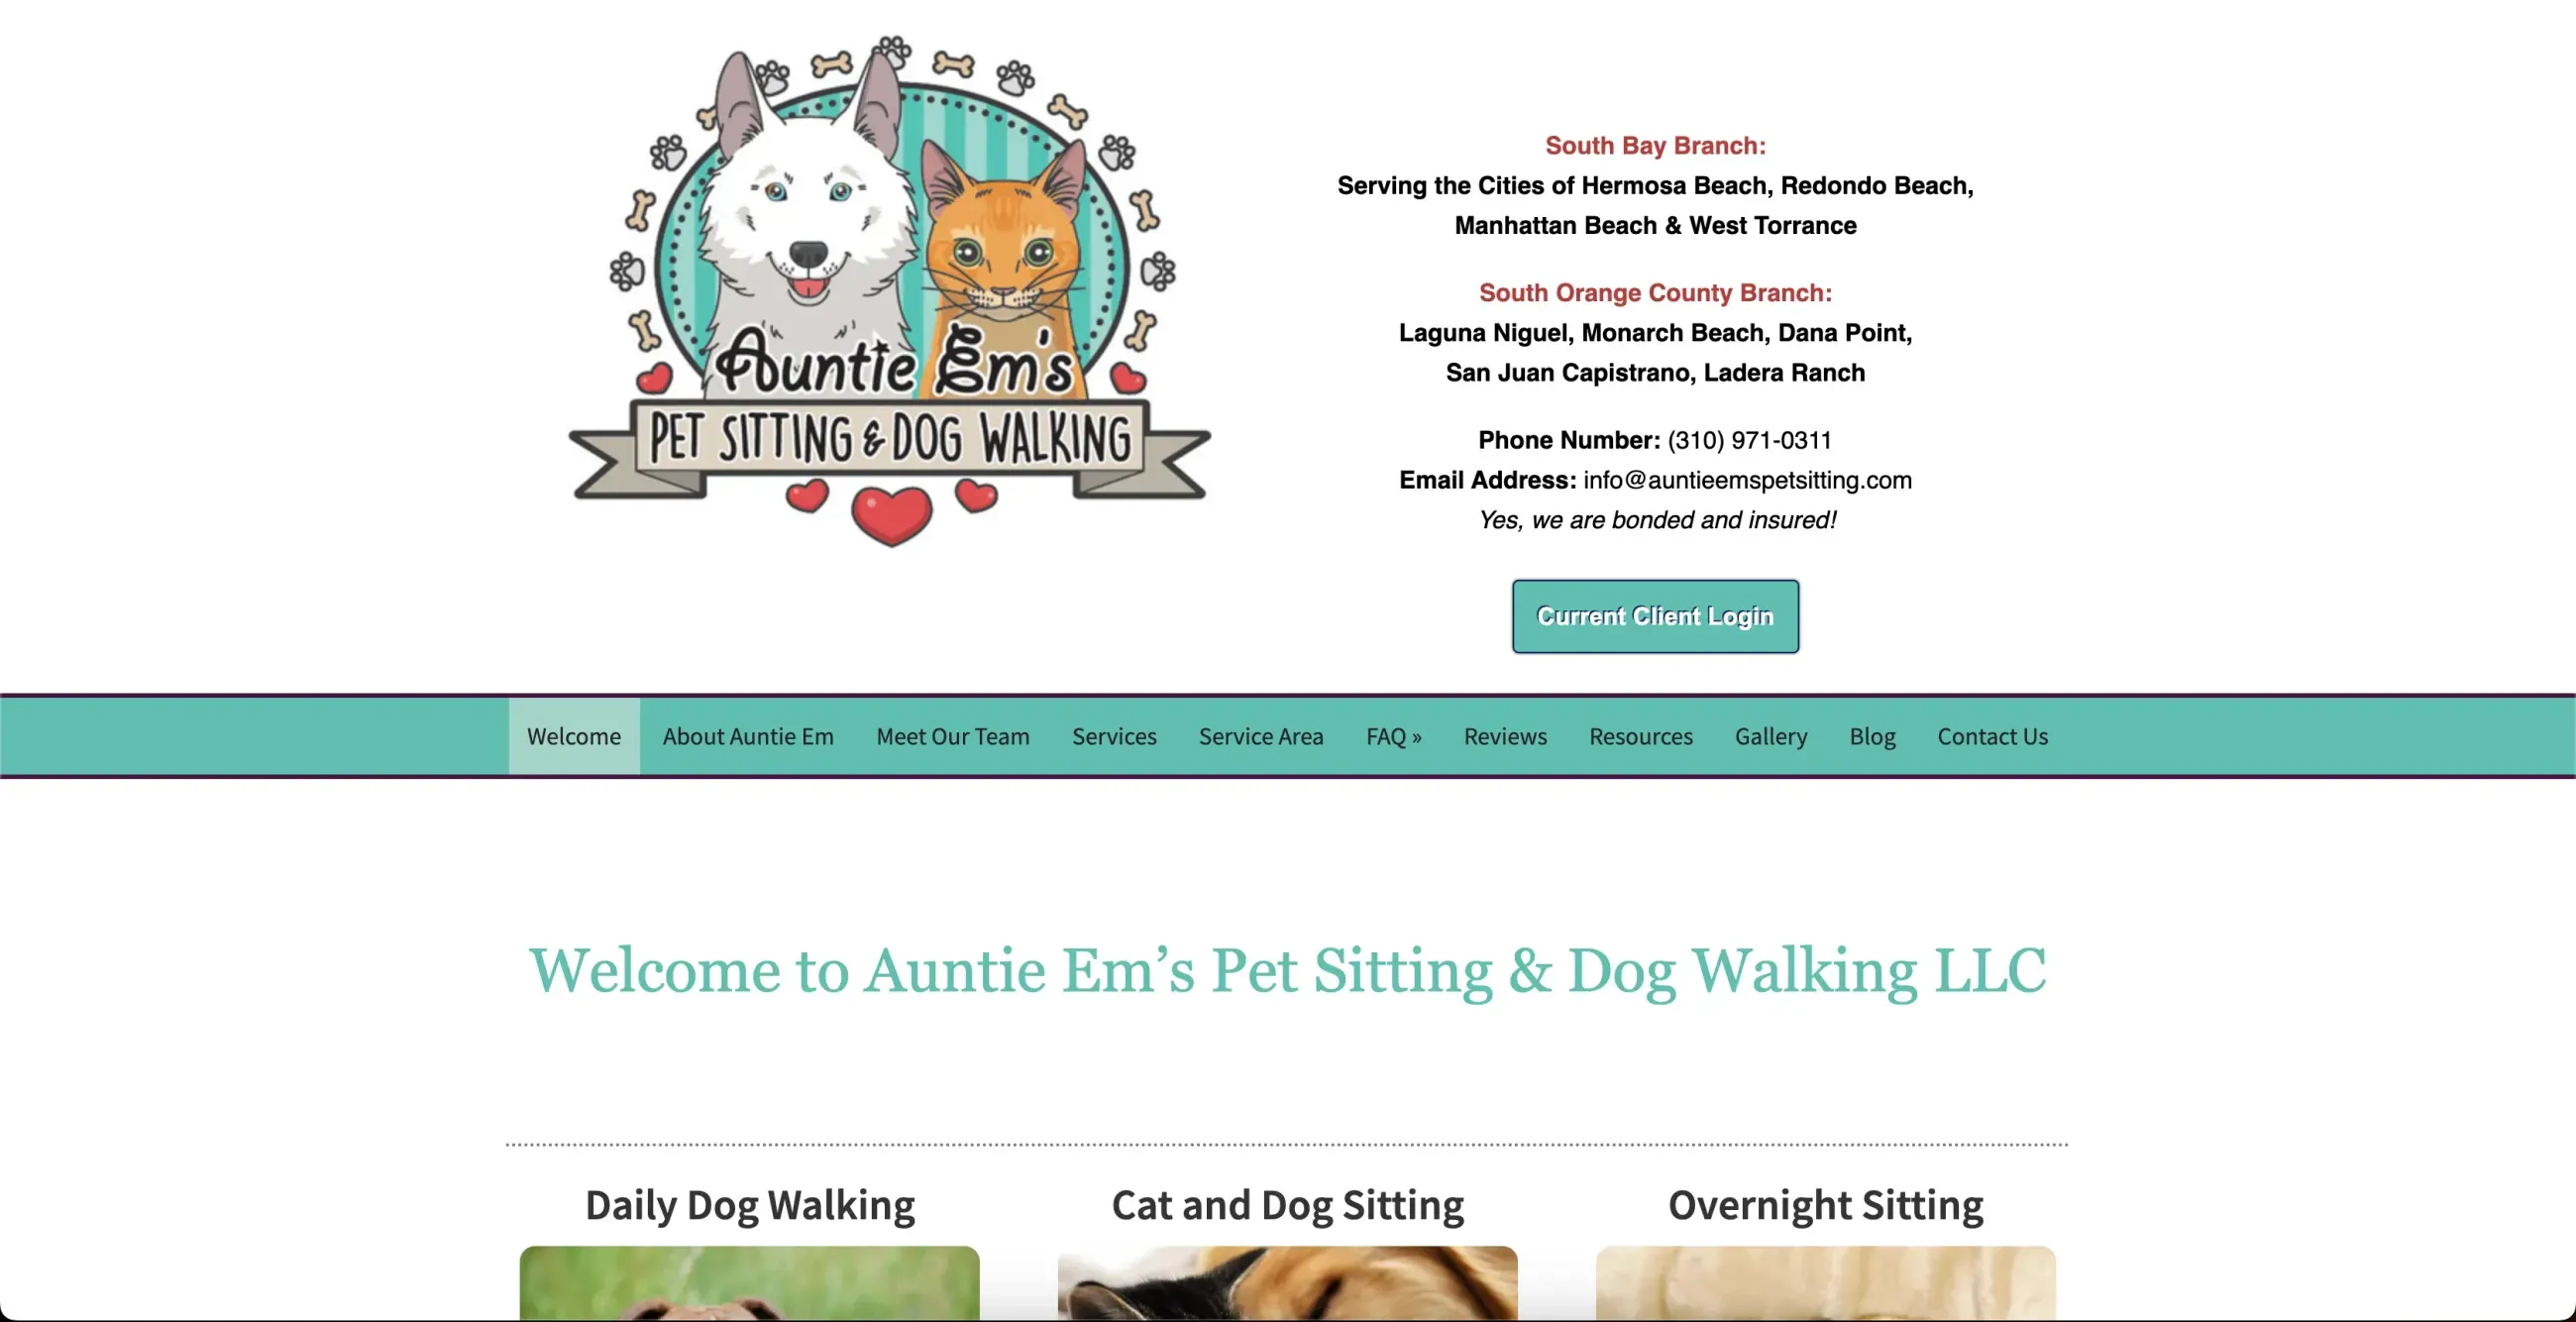 Auntie Em's
PET SITTING & DOG WALKING
South Bay Branch:
Serving the Cities of Hermosa Beach, Redondo Beach,
Manhattan Beach & West Torrance
South Orange County Branch:
Laguna Niguel, Monarch Beach, Dana Point,
San Juan Capistrano, Ladera Ranch
Phone Number: (310) 971-0311
Email Address: info@auntieemspetsitting.com
Yes, we are bonded and insured!
Current Client Login
Welcome About Auntie Em Meet Our Team Services Service Area FAQ » Reviews Resources Gallery Blog Contact Us
Welcome to Auntie Em’s Pet Sitting & Dog Walking LLC
Daily Dog Walking Cat and Dog Sitting Overnight Sitting